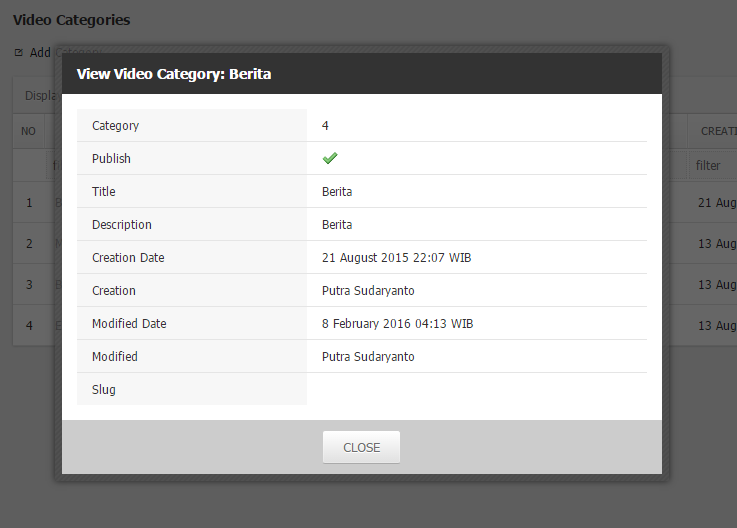 Video Categories
Add Category
View Video Category: Berita
Display
NO
CREATI
filter
1
21 Aug
2
13 Aug
3
13 Aug
4
13 Aug
Category 4
Publish
Title Berita
Description Berita
Creation Date 21 August 2015 22:07 WIB
Creation Putra Sudaryanto
Modified Date 8 February 2016 04:13 WIB
Modified Putra Sudaryanto
Slug
CLOSE